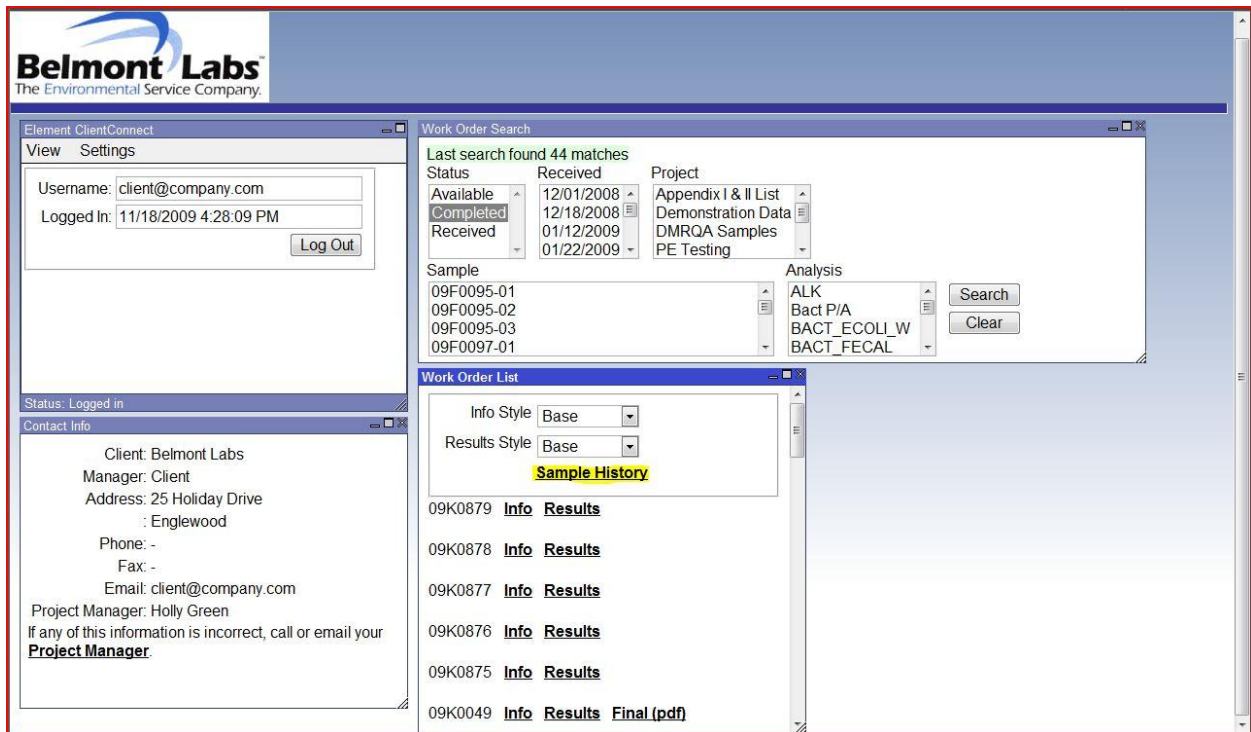 Belmont Labs
The Environmental Service Company.
Element ClientConnect
View Settings
Username: client@company.com
Logged In: 11/18/2009 4:28:09 PM
Log Out
Status: Logged in
Contact Info
Client: Belmont Labs
Manager: Client
Address: 25 Holiday Drive
: Englewood
Phone: -
Fax: -
Email: client@company.com
Project Manager: Holly Green
If any of this information is incorrect, call or email your
Project Manager.
Work Order Search
Last search found 44 matches
Status Received Project
Available 12/01/2008 Appendix I & II List
Completed 12/18/2008 Demonstration Data
Received 01/12/2009 DMRQA Samples
01/22/2009 PE Testing
Sample Analysis
09F0095-01 ALK Search
09F0095-02 Bact P/A
09F0095-03 BACT_ECOLI_W Clear
09F0097-01 BACT_FECAL
Work Order List
Info Style Base
Results Style Base
Sample History
09K0879 Info Results
09K0878 Info Results
09K0877 Info Results
09K0876 Info Results
09K0875 Info Results
09K0049 Info Results Final (pdf)